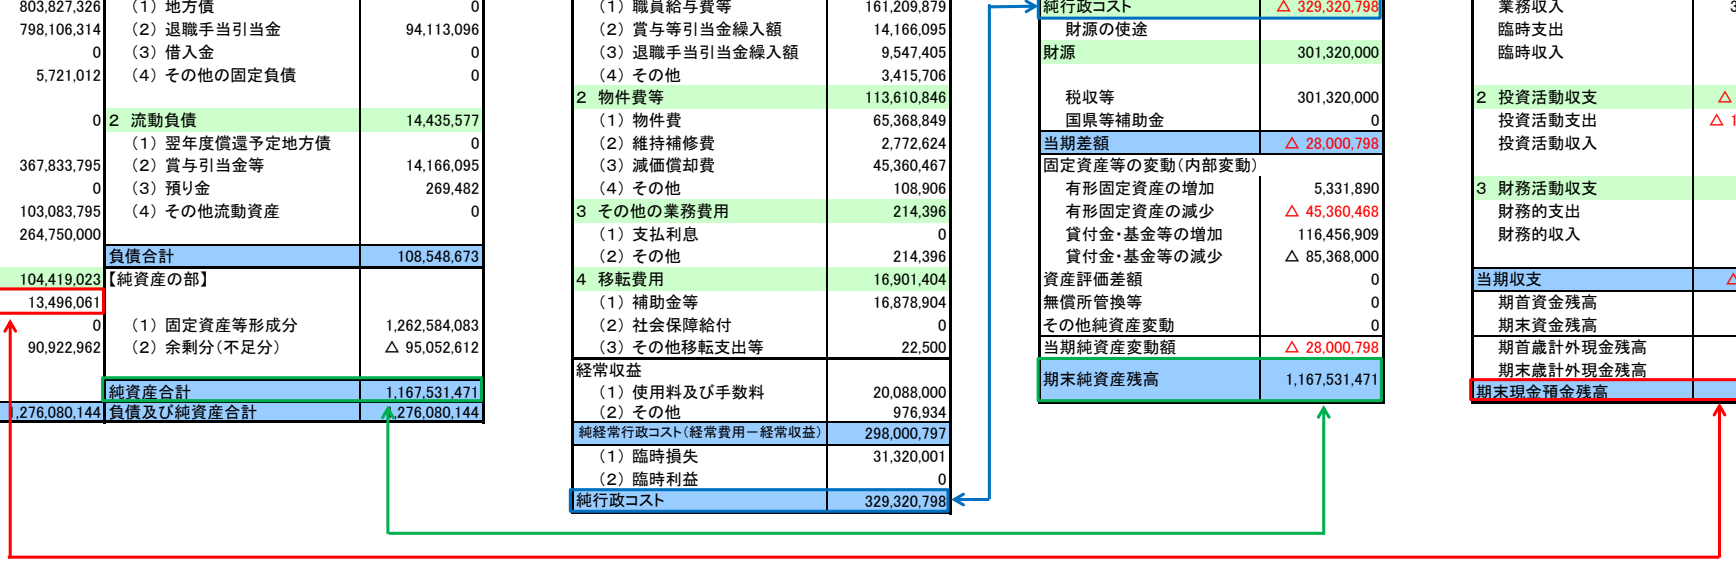 803,827,326 (1) 地方債 0
798,106,314 (2) 退職手当引当金 94,113,096
0 (3) 借入金 0
5,721,012 (4) その他の固定負債 0
0 2 流動負債 14,435,577
(1) 翌年度償還予定地方債 0
367,833,795 (2) 賞与引当金等 14,166,095
0 (3) 預り金 269,482
103,083,795 (4) その他流動資産 0
264,750,000
負債合計 108,548,673
104,419,023 【純資産の部】
13,496,061
0 (1) 固定資産等形成分 1,262,584,083
90,922,962 (2) 余剰分(不足分) △ 95,052,612
純資産合計 1,167,531,471
1,276,080,144 負債及び純資産合計 1,276,080,144
(1) 職員給与費等 161,209,879
(2) 賞与等引当金繰入額 14,166,095
(3) 退職手当引当金繰入額 9,547,405
(4) その他 3,415,706
2 物件費等 113,610,846
(1) 物件費 65,368,849
(2) 維持補修費 2,772,624
(3) 減価償却費 45,360,467
(4) その他 108,906
3 その他の業務費用 214,396
(1) 支払利息 0
(2) その他 214,396
4 移転費用 16,901,404
(1) 補助金等 16,878,904
(2) 社会保障給付 0
(3) その他移転支出等 22,500
経常収益
(1) 使用料及び手数料 20,088,000
(2) その他 976,934
純経常行政コスト(経常費用－経常収益) 298,000,797
(1) 臨時損失 31,320,001
(2) 臨時利益 0
純行政コスト 329,320,798
純行政コスト △ 329,320,798
財源の使途
財源 301,320,000
税収等 301,320,000
国県等補助金 0
当期差額 △ 28,000,798
固定資産等の変動(内部変動)
有形固定資産の増加 5,331,890
有形固定資産の減少 △ 45,360,468
貸付金・基金等の増加 116,456,909
貸付金・基金等の減少 △ 85,368,000
資産評価差額 0
無償所管換等 0
その他純資産変動 0
当期純資産変動額 △ 28,000,798
期末純資産残高 1,167,531,471
業務収入 3
臨時支出
臨時収入
2 投資活動収支 △
投資活動支出 △ 1
投資活動収入
3 財務活動収支
財務的支出
財務的収入
当期収支 △
期首資金残高
期末資金残高
期首歳計外現金残高
期末歳計外現金残高
期末現金預金残高